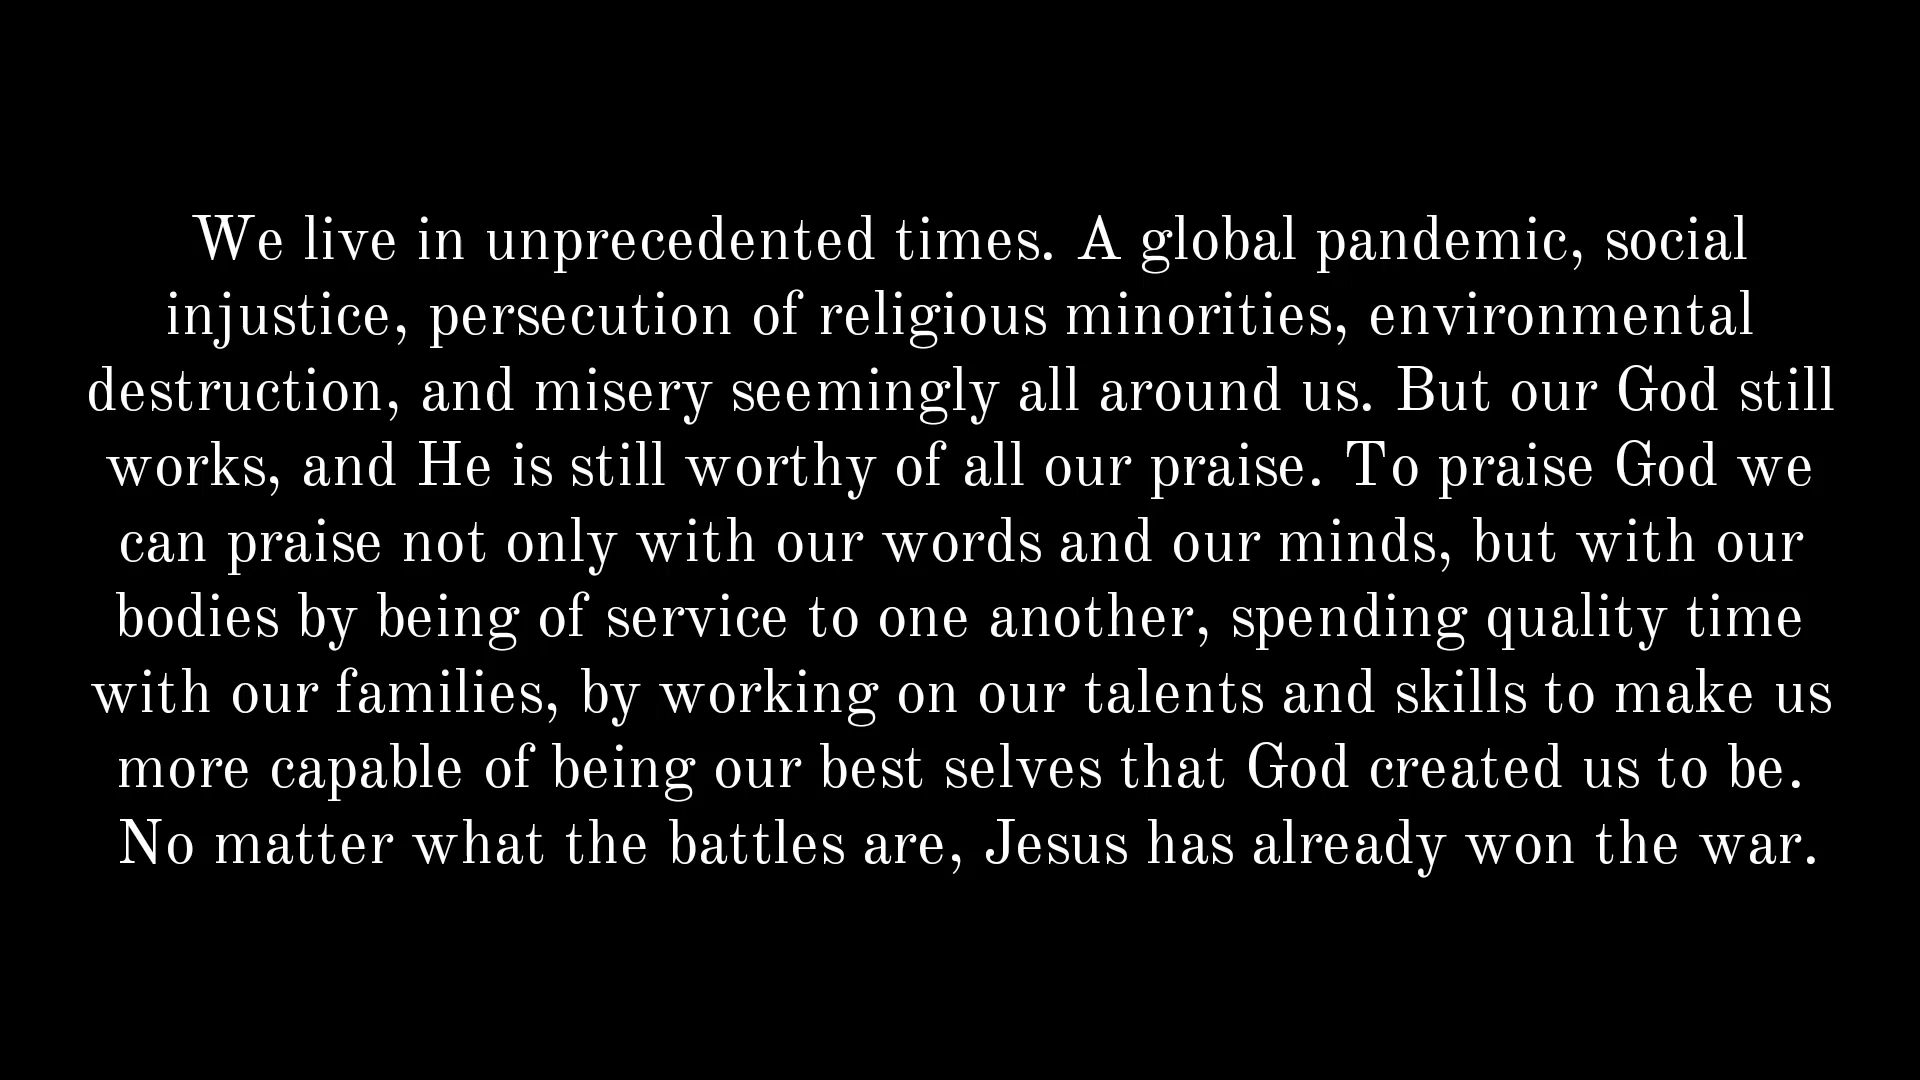 We live in unprecedented times. A global pandemic, social
injustice, persecution of religious minorities, environmental
destruction, and misery seemingly all around us. But our God still
works, and He is still worthy of all our praise. To praise God we
can praise not only with our words and our minds, but with our
bodies by being of service to one another, spending quality time
with our families, by working on our talents and skills to make us
more capable of being our best selves that God created us to be.
No matter what the battles are, Jesus has already won the war.